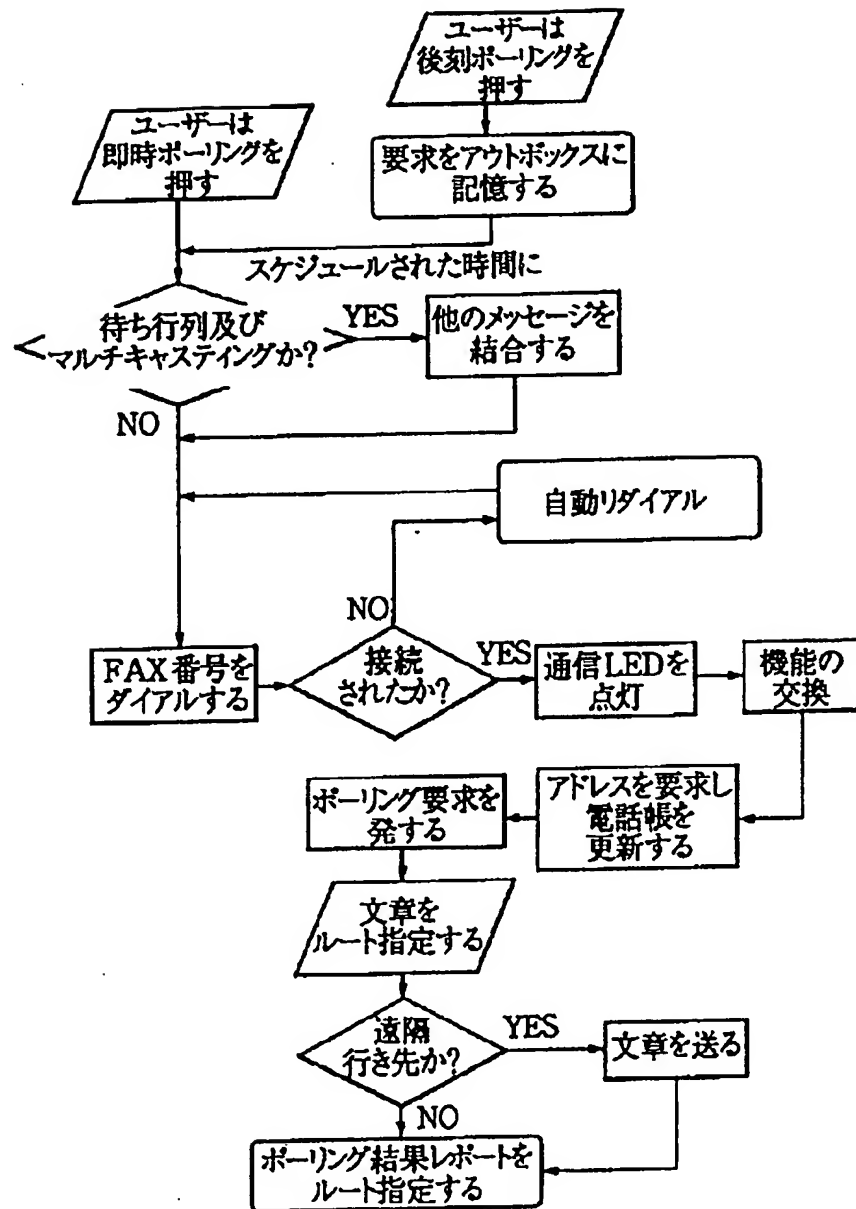 ユーザーは
後刻ポーリングを
押す
ユーザーは
即時ポーリングを
押す
要求をアウトボックスに
記憶する
スケジュールされた時間に
待ち行列及び
マルチキャスティングか?
YES
他のメッセージを
結合する
NO
自動リダイアル
NO
FAX番号を
ダイアルする
接続
されたか?
YES
通信LEDを
点灯
機能の
交換
アドレスを要求し
電話帳を
更新する
ポーリング要求を
発する
文章を
ルート指定する
遠隔
行き先か?
YES
文章を送る
NO
ポーリング結果レポートを
ルート指定する